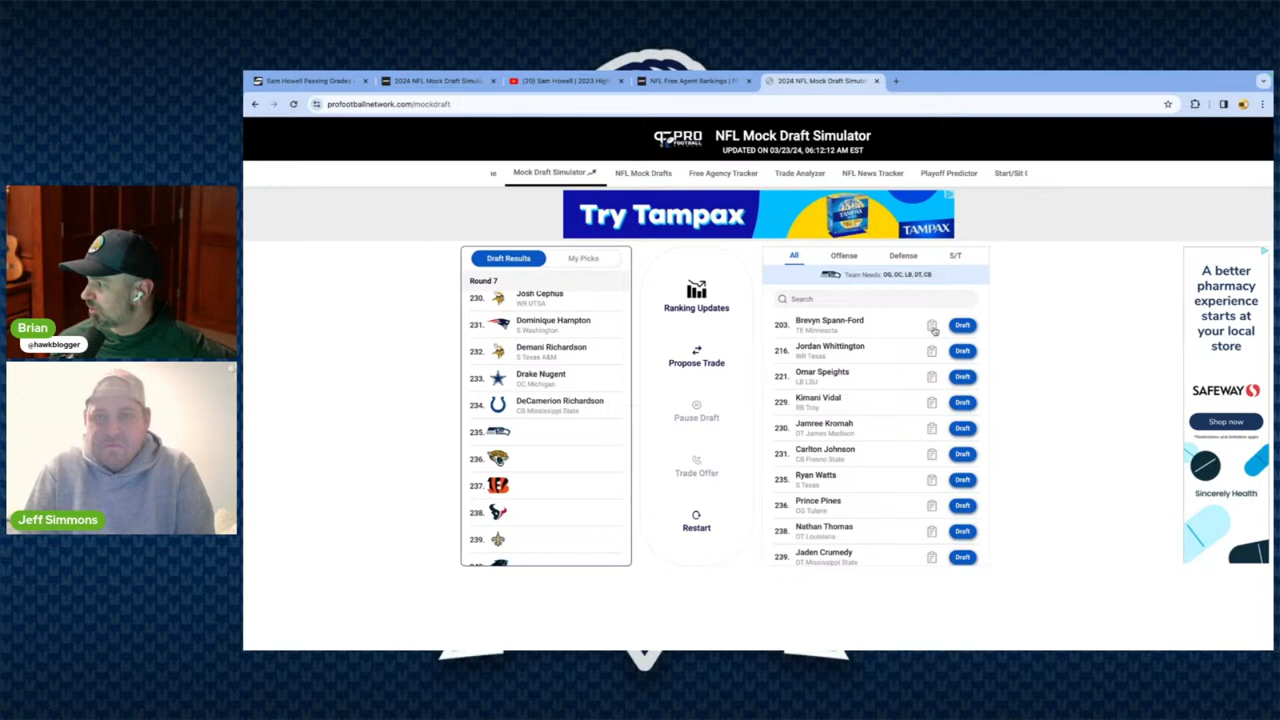 Sam Howell Passing Grades
2024 NFL Mock Draft Simula
(20) Sam Howell | 2023 High
NFL Free Agent Rankings | P
2024 NFL Mock Draft Simula
profootballnetwork.com/mockdraft
PRO
FOOTBALL
NFL Mock Draft Simulator
UPDATED ON 03/23/24, 06:12:12 AM EST
se
Mock Draft Simulator
NFL Mock Drafts
Free Agency Tracker
Trade Analyzer
NFL News Tracker
Playoff Predictor
Start/Sit (
Try Tampax
TAMPAX
Draft Results
My Picks
Round 7
230. Josh Cephus
WR UTSA
231. Dominique Hampton
S Washington
232. Demani Richardson
S Texas A&M
233. Drake Nugent
OC Michigan
234. DeCamerion Richardson
CB Mississippi State
235.
236.
237.
238.
239.
Ranking Updates
Propose Trade
Pause Draft
Trade Offer
Restart
All
Offense
Defense
S/T
Team Needs: OG, OC, LB, DT, CB
Search
203. Brevyn Spann-Ford
TE Minnesota
Draft
216. Jordan Whittington
WR Texas
Draft
221. Omar Speights
LB LSU
Draft
229. Kimani Vidal
RB Troy
Draft
230. Jamree Kromah
DT James Madison
Draft
231. Carlton Johnson
CB Fresno State
Draft
235. Ryan Watts
S Texas
Draft
236. Prince Pines
OG Tulane
Draft
238. Nathan Thomas
OT Louisiana
Draft
239. Jaden Crumedy
DT Mississippi State
Draft
A better
pharmacy
experience
starts at
your local
store
SAFEWAY
Shop now
Sincerely Health
Brian
@hawkblogger
Jeff Simmons